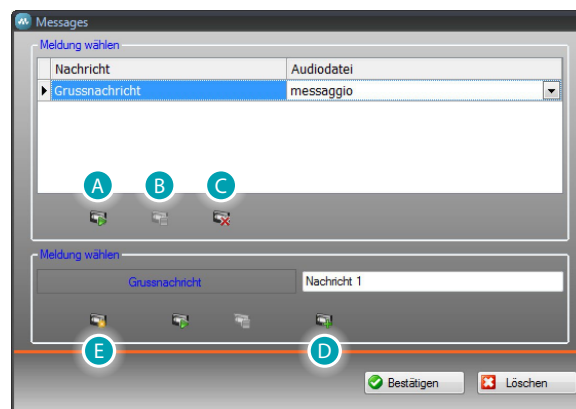 Messages
Meldung wählen
Nachricht Audiodatei
Grussnachricht messaggio
A B C
Meldung wählen
Grussnachricht Nachricht 1
E D
Bestätigen Löschen